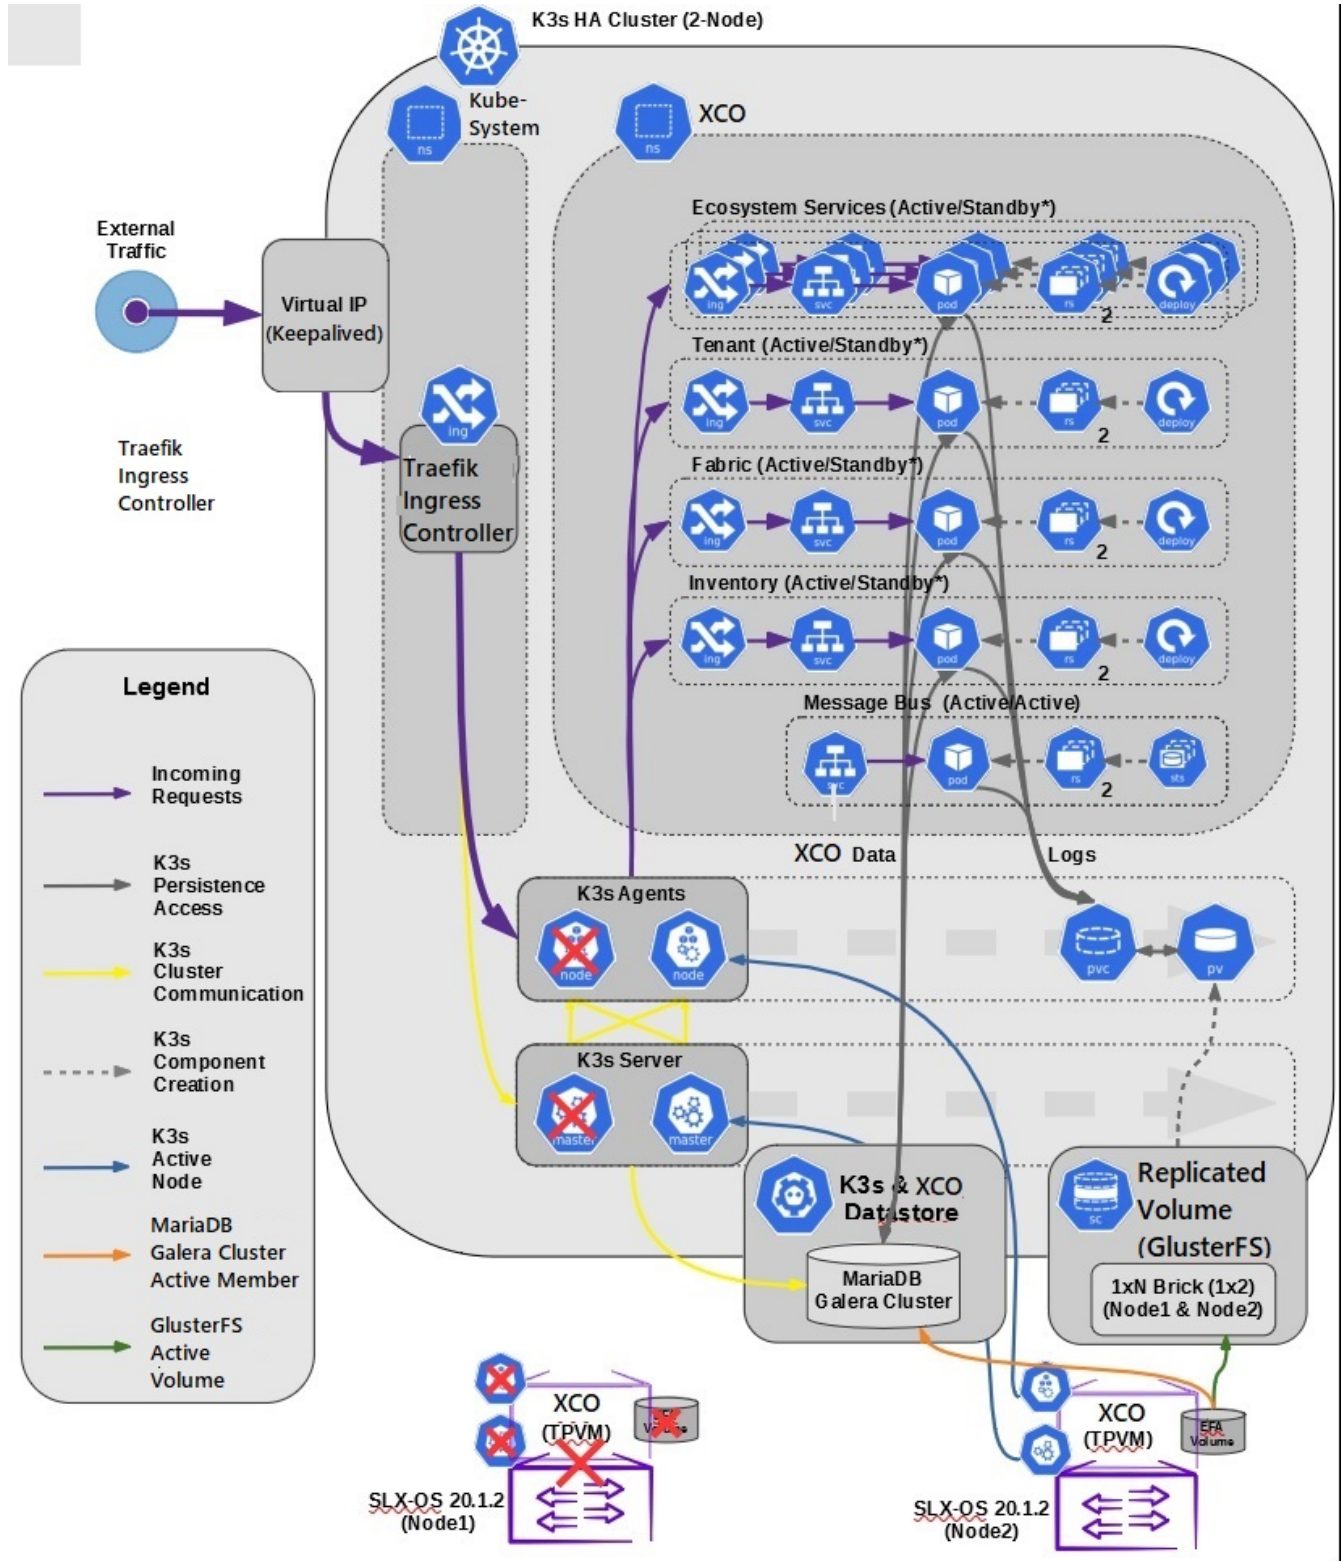 K3s HA Cluster (2-Node)
Kube-
System
ns
ns
XCO
External
Traffic
Virtual IP
(Keepalived)
Traefik
Ingress
Controller
ing
Traefik
Ingress
Controller
Ecosystem Services (Active/Standby*)
ing
svc
pod
rs
deploy
2
Tenant (Active/Standby*)
ing
svc
pod
rs
deploy
2
Fabric (Active/Standby*)
ing
svc
pod
rs
deploy
2
Inventory (Active/Standby*)
ing
svc
pod
rs
deploy
2
Message Bus (Active/Active)
svc
pod
rs
sts
2
XCO Data
Logs
K3s Agents
node
node
pvc
pv
K3s Server
master
master
K3s & XCO
Datastore
MariaDB
Galera Cluster
sc
Replicated
Volume
(GlusterFS)
1xN Brick (1x2)
(Node1 & Node2)
Legend
Incoming
Requests
K3s
Persistence
Access
K3s
Cluster
Communication
K3s
Component
Creation
K3s
Active
Node
MariaDB
Galera Cluster
Active Member
GlusterFS
Active
Volume
XCO
(TPVM)
Volume
SLX-OS 20.1.2
(Node1)
XCO
(TPVM)
EFA
Volume
SLX-OS 20.1.2
(Node2)